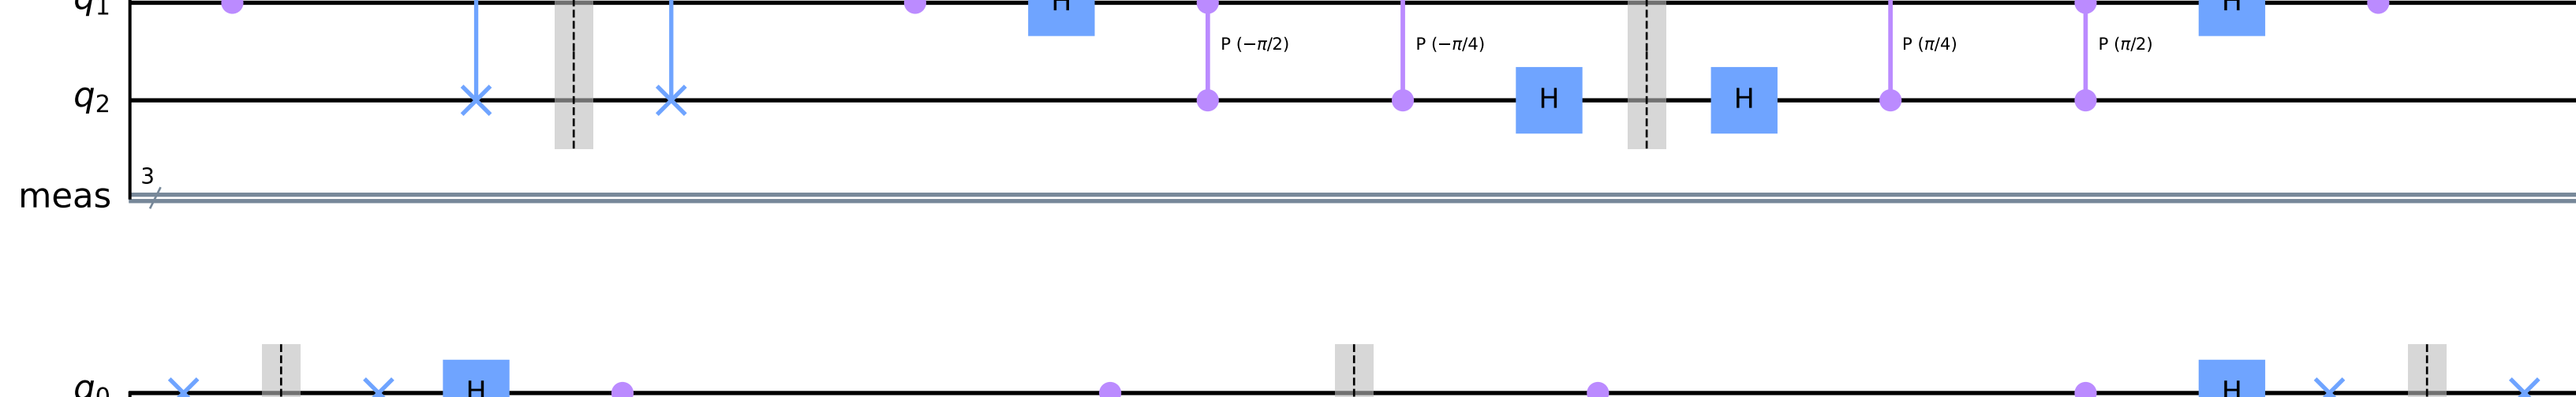 q1 H
P (−π/2) P (−π/4) P (π/4) P (π/2) H
q2 H H
3
meas
q0 H H